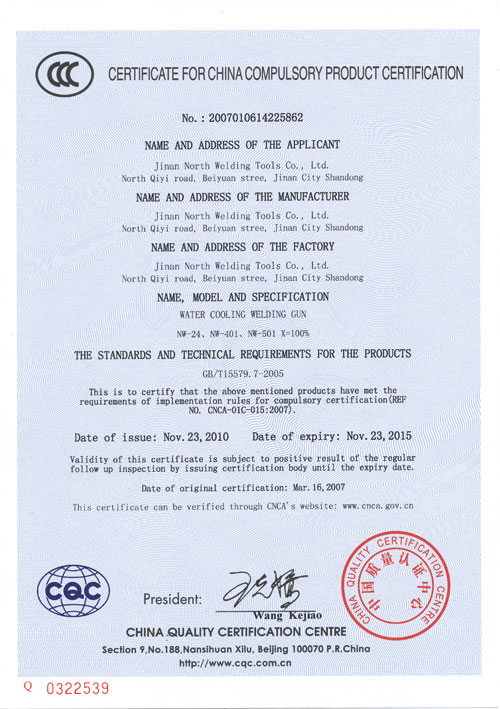 CCC
CERTIFICATE FOR CHINA COMPULSORY PRODUCT CERTIFICATION
No. : 2007010614225862
NAME AND ADDRESS OF THE APPLICANT
Jinan North Welding Tools Co., Ltd.
North Qiyi road, Beiyuan stree, Jinan City Shandong
NAME AND ADDRESS OF THE MANUFACTURER
Jinan North Welding Tools Co., Ltd.
North Qiyi road, Beiyuan stree, Jinan City Shandong
NAME AND ADDRESS OF THE FACTORY
Jinan North Welding Tools Co., Ltd.
North Qiyi road, Beiyuan stree, Jinan City Shandong
NAME, MODEL AND SPECIFICATION
WATER COOLING WELDING GUN
NW-24、NW-401、NW-501 X=100%
THE STANDARDS AND TECHNICAL REQUIREMENTS FOR THE PRODUCTS
GB/T15579.7-2005
This is to certify that the above mentioned products have met the
requirements of implementation rules for compulsory certification(REF
NO. CNCA-01C-015:2007).
Date of issue: Nov. 23, 2010 Date of expiry: Nov. 23, 2015
Validity of this certificate is subject to positive result of the regular
follow up inspection by issuing certification body until the expiry date.
Date of original certification: Mar. 16, 2007
This certificate can be verified through CNCA's website: www.cnca.gov.cn
CQC
President:
王克娇
Wang Kejiao
CHINA QUALITY CERTIFICATION CENTRE
中国质量认证中心
CHINA QUALITY CERTIFICATION CENTRE
Section 9, No.188, Nansihuan Xilu, Beijing 100070 P.R.China
http://www.cqc.com.cn
Q 0322539